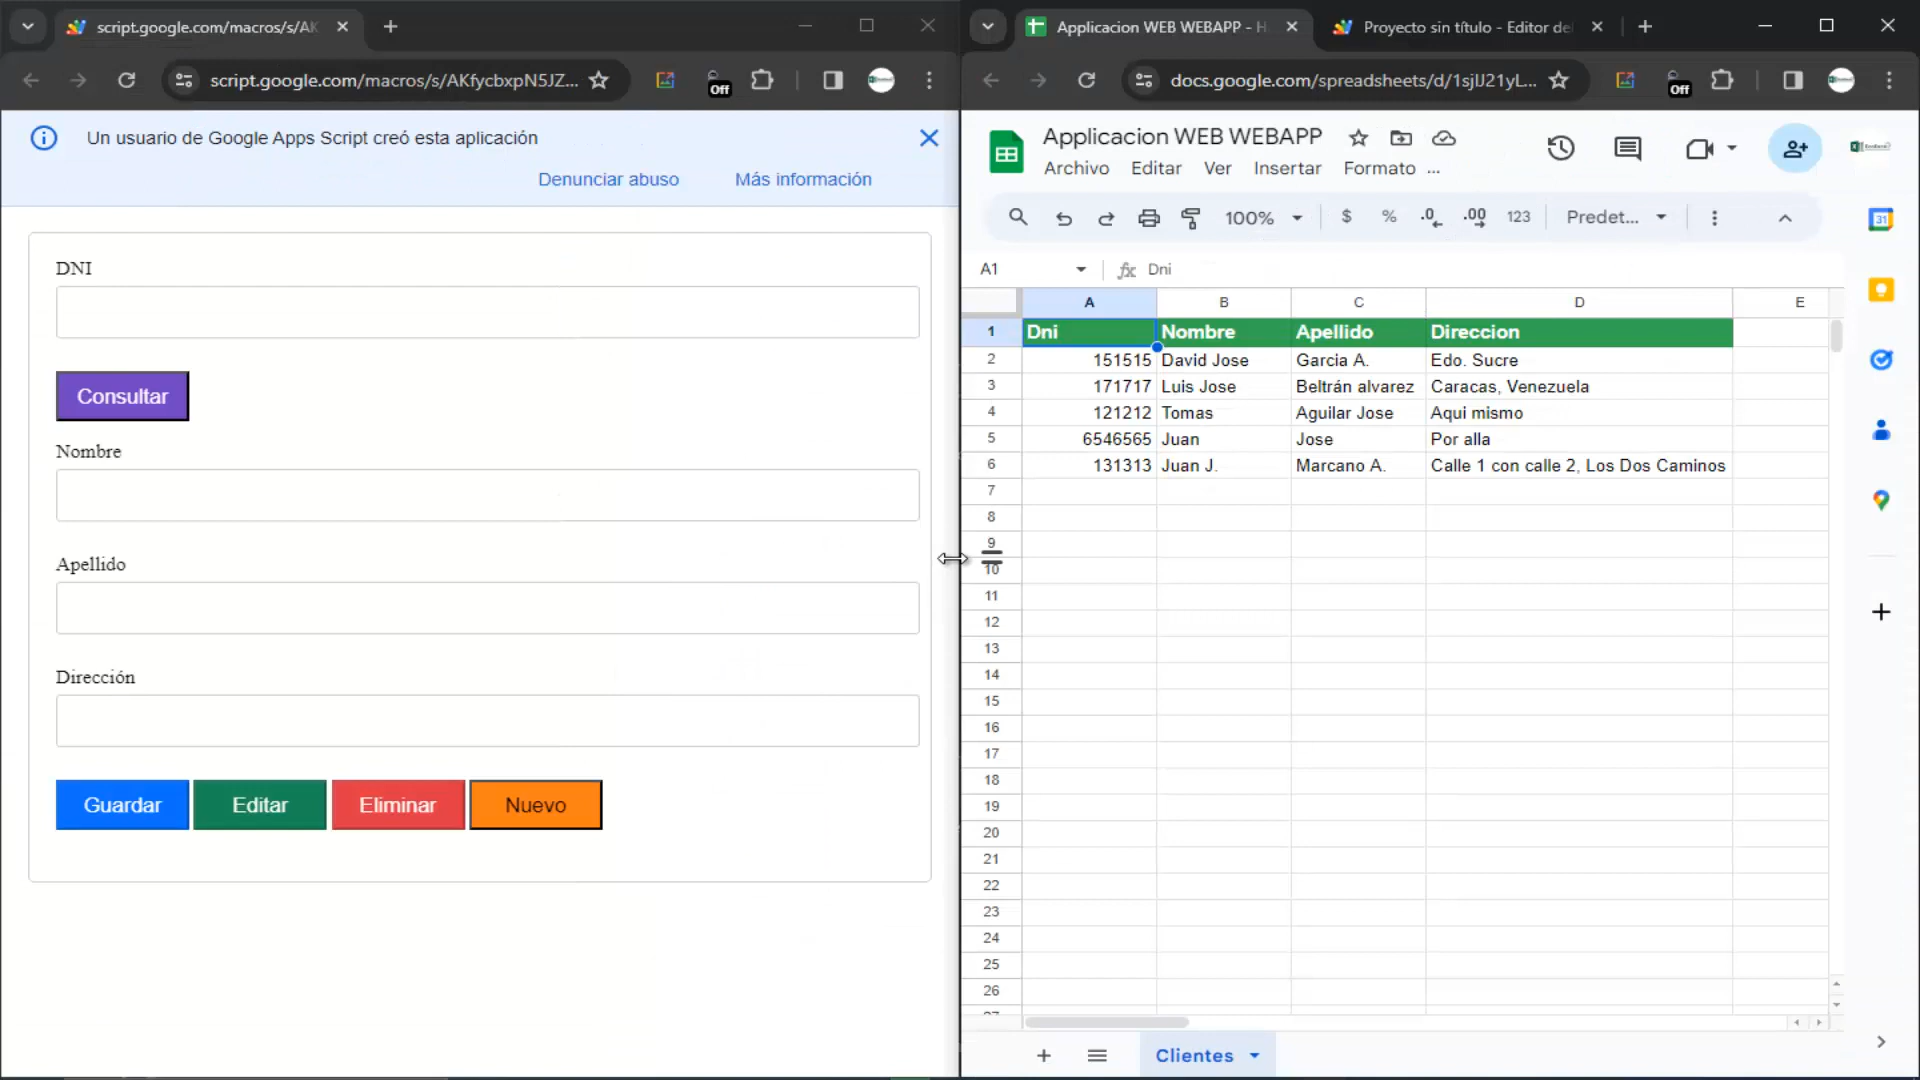 script.google.com/macros/s/AK
script.google.com/macros/s/AKfycbxpN5JZ...
Off
Un usuario de Google Apps Script creó esta aplicación
Denunciar abuso
Más información
DNI
Consultar
Nombre
Apellido
Dirección
Guardar
Editar
Eliminar
Nuevo
Applicacion WEB WEBAPP - H
Proyecto sin título - Editor de
docs.google.com/spreadsheets/d/1sjIJ21yL...
Off
Applicacion WEB WEBAPP
Archivo
Editar
Ver
Insertar
Formato
...
100%
$
%
.0
.00
123
Predet...
31
A1
fx
Dni
A
B
C
D
E
1
Dni
Nombre
Apellido
Direccion
2
151515
David Jose
Garcia A.
Edo. Sucre
3
171717
Luis Jose
Beltrán alvarez
Caracas, Venezuela
4
121212
Tomas
Aguilar Jose
Aqui mismo
5
6546565
Juan
Jose
Por alla
6
131313
Juan J.
Marcano A.
Calle 1 con calle 2, Los Dos Caminos
7
8
9
10
11
12
13
14
15
16
17
18
19
20
21
22
23
24
25
26
Clientes